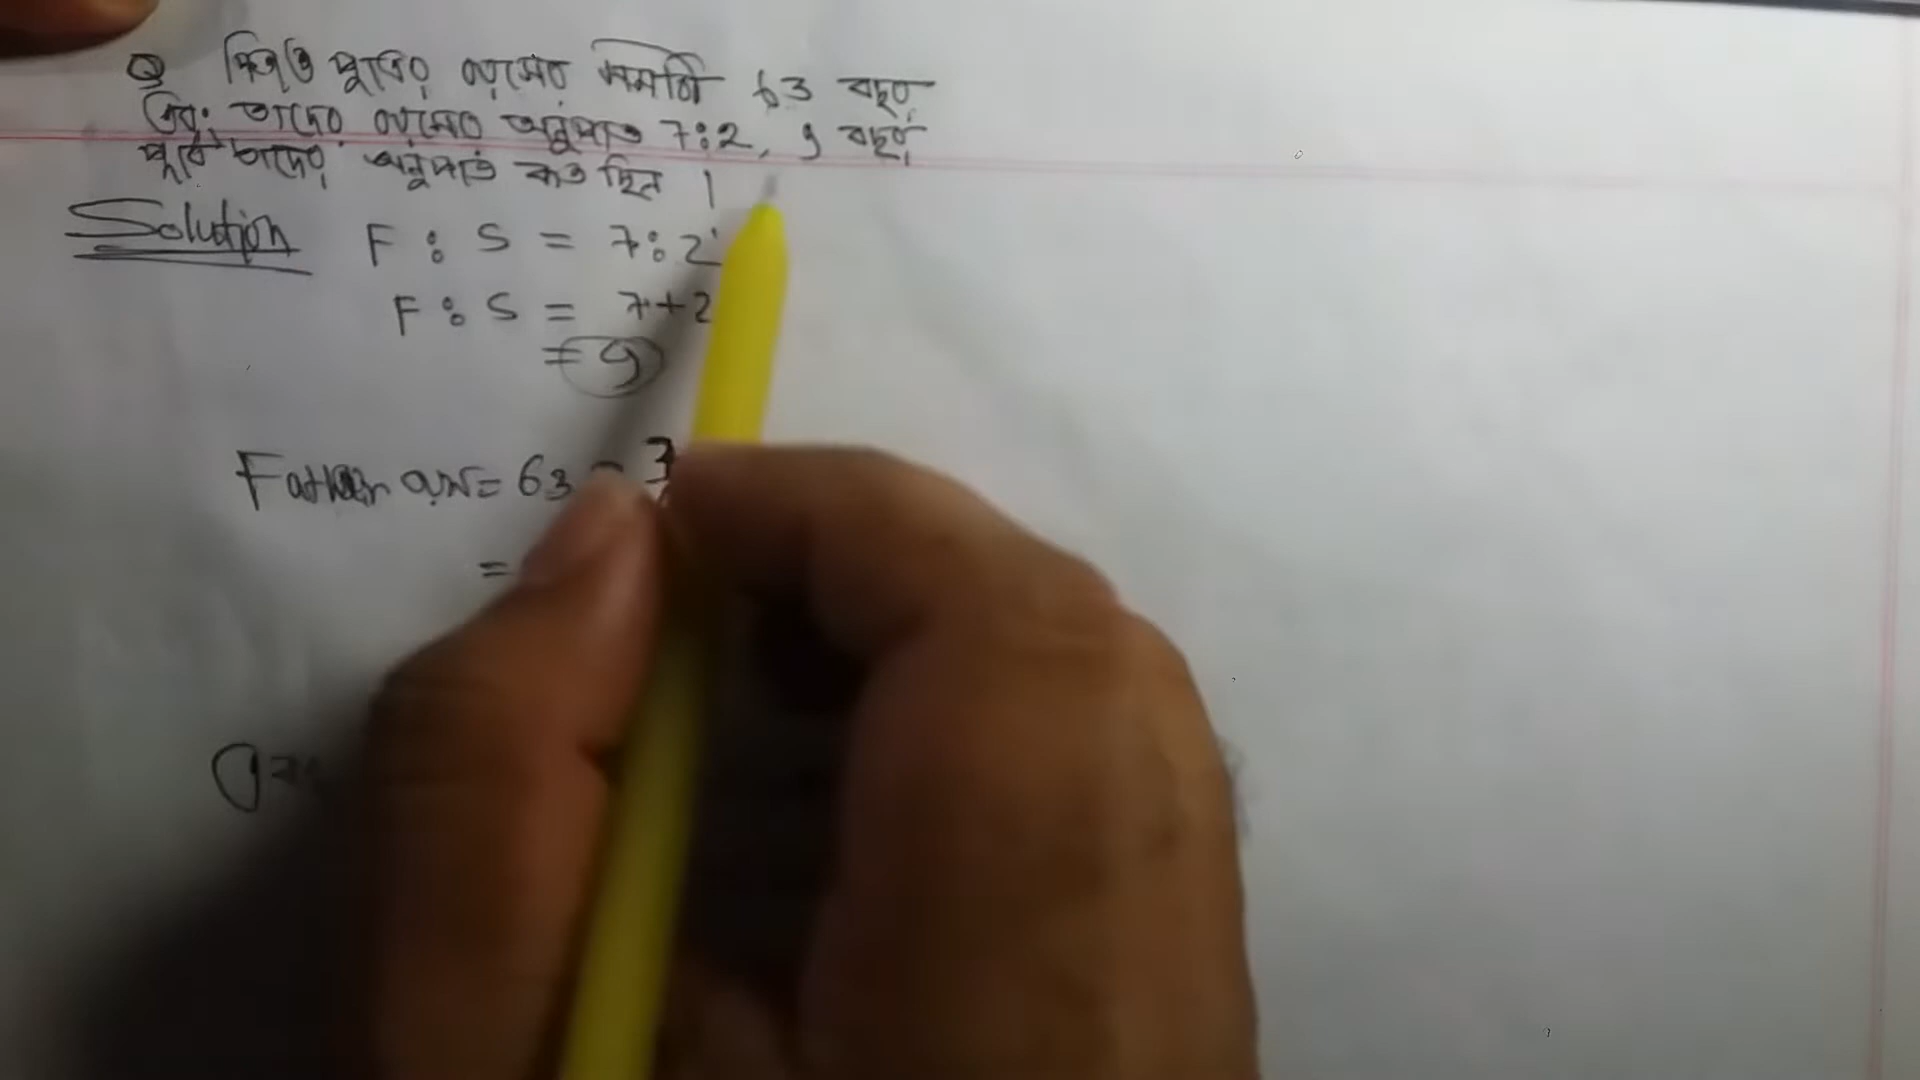 Q পিতা ও পুত্রের বয়সের সমষ্টি 63 বছর
এবং তাদের বয়সের অনুপাত 7:2, 9 বছর
পূর্বে তাদের অনুপাত কত ছিল।
Solution F : S = 7:2
F : S = 7+2
= 9
Father = 63
=